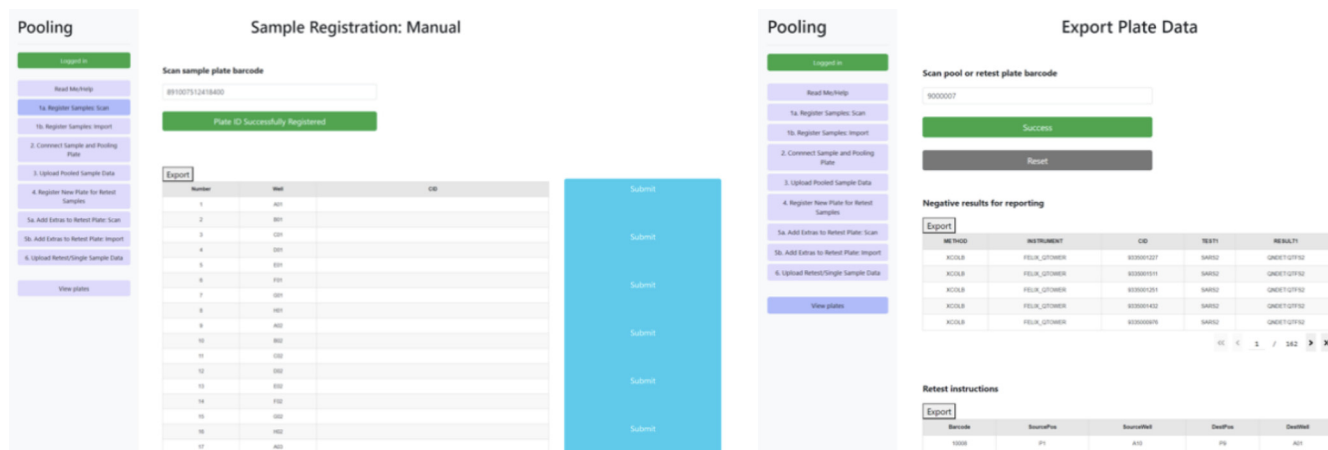 Pooling
Logged in
Read Me/Help
1a. Register Samples: Scan
1b. Register Samples: Import
2. Connnect Sample and Pooling
Plate
3. Upload Pooled Sample Data
4. Register New Plate for Retest
Samples
5a. Add Extras to Retest Plate: Scan
5b. Add Extras to Retest Plate: Import
6. Upload Retest/Single Sample Data
View plates
Sample Registration: Manual
Scan sample plate barcode
891007512418400
Plate ID Successfully Registered
Export
Number Well CID
1 A01
2 B01
3 C01
4 D01
5 E01
6 F01
7 G01
8 H01
9 A02
10 B02
11 C02
12 D02
13 E02
14 F02
15 G02
16 H02
17 A03
Submit
Submit
Submit
Submit
Submit
Submit
Pooling
Logged in
Read Me/Help
1a. Register Samples: Scan
1b. Register Samples: Import
2. Connnect Sample and Pooling
Plate
3. Upload Pooled Sample Data
4. Register New Plate for Retest
Samples
5a. Add Extras to Retest Plate: Scan
5b. Add Extras to Retest Plate: Import
6. Upload Retest/Single Sample Data
View plates
Export Plate Data
Scan pool or retest plate barcode
9000007
Success
Reset
Negative results for reporting
Export
METHOD INSTRUMENT CID TEST1 RESULT1
XCOLB FELIX_QTOWER 9335001227 SARS2 QNDET:QTFS2
XCOLB FELIX_QTOWER 9335001511 SARS2 QNDET:QTFS2
XCOLB FELIX_QTOWER 9335001251 SARS2 QNDET:QTFS2
XCOLB FELIX_QTOWER 9335001432 SARS2 QNDET:QTFS2
XCOLB FELIX_QTOWER 9335000976 SARS2 QNDET:QTFS2
<< < 1 / 162 > >
Retest instructions
Export
Barcode SourcePos SourceWell DestPos DestWell
10008 P1 A10 P9 A01